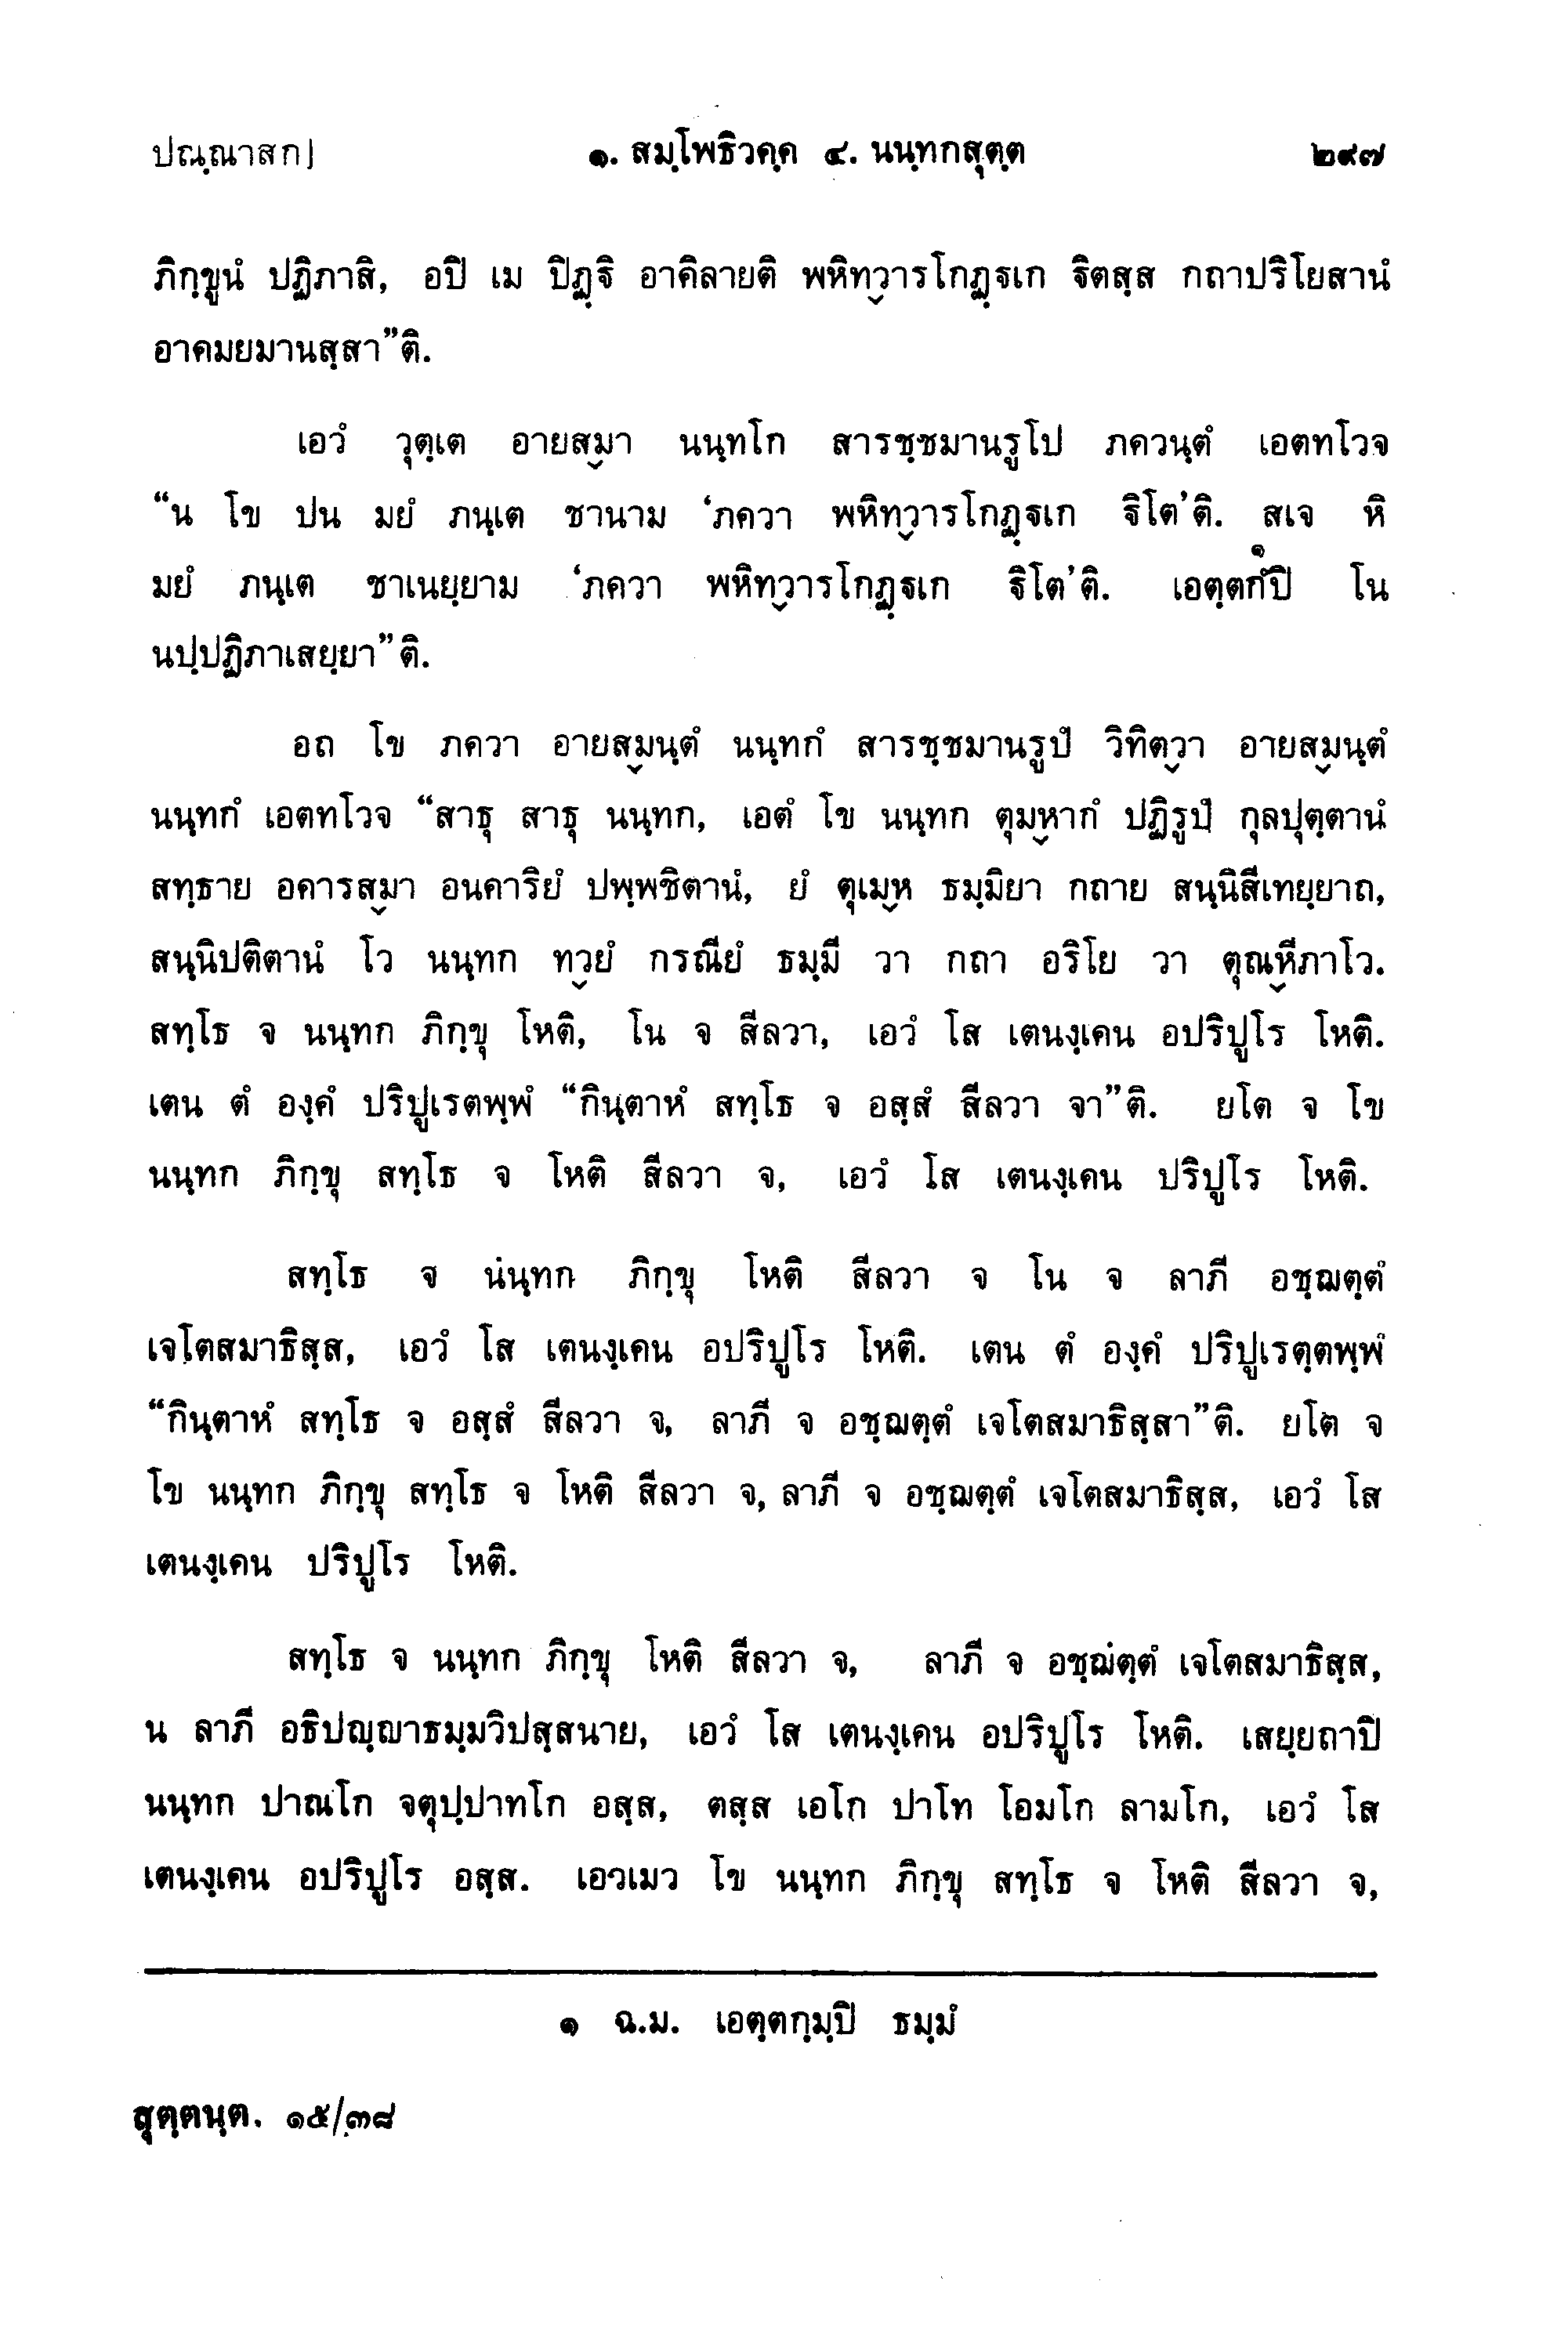 ปณฺณาสก]
๑. สมฺโพธิวคฺค ๔. นนฺทกสุตฺต
๒๙๗
ภิกฺขูนํ ปฏิภาสิ, อปิ เม ปิฏฺฐิ อาคิลายติ พหิทฺวารโกฏฺฐเก ฐิตสฺส กถาปริโยสานํ
อาคมยมานสฺสา”ติ.
เอวํ วุตฺเต อายสฺมา นนฺทโก สารชฺชมานรูโป ภควนฺตํ เอตทโวจ
“น โข ปน มยํ ภนฺเต ชานาม ‘ภควา พหิทฺวารโกฏฺฐเก ฐิโต’ติ. สเจ หิ
มยํ ภนฺเต ชาเนยฺยาม ‘ภควา พหิทฺวารโกฏฺฐเก ฐิโต’ติ. เอตฺตกํปิ๑ โน
นปฺปฏิภาเสยฺยา”ติ.
อถ โข ภควา อายสฺมนฺตํ นนฺทกํ สารชฺชมานรูปํ วิทิตฺวา อายสฺมนฺตํ
นนฺทกํ เอตทโวจ “สาธุ สาธุ นนฺทก, เอตํ โข นนฺทก ตุมฺหากํ ปฏิรูปํ กุลปุตฺตานํ
สทฺธาย อคารสฺมา อนคาริยํ ปพฺพชิตานํ, ยํ ตุเมฺห ธมฺมิยา กถาย สนฺนิสีเทยฺยาถ,
สนฺนิปติตานํ โว นนฺทก ทฺวยํ กรณียํ ธมฺมี วา กถา อริโย วา ตุณฺหีภาโว.
สทฺโธ จ นนฺทก ภิกฺขุ โหติ, โน จ สีลวา, เอวํ โส เตนงฺเคน อปริปูโร โหติ.
เตน ตํ องฺคํ ปริปูเรตพฺพํ “กินฺตาหํ สทฺโธ จ อสฺสํ สีลวา จา”ติ. ยโต จ โข
นนฺทก ภิกฺขุ สทฺโธ จ โหติ สีลวา จ, เอวํ โส เตนงฺเคน ปริปูโร โหติ.
สทฺโธ จ นนฺทก ภิกฺขุ โหติ สีลวา จ โน จ ลาภี อชฺฌตฺตํ
เจโตสมาธิสฺส, เอวํ โส เตนงฺเคน อปริปูโร โหติ. เตน ตํ องฺคํ ปริปูเรตฺตพฺพํ
“กินฺตาหํ สทฺโธ จ อสฺสํ สีลวา จ, ลาภี จ อชฺฌตฺตํ เจโตสมาธิสฺสา”ติ. ยโต จ
โข นนฺทก ภิกฺขุ สทฺโธ จ โหติ สีลวา จ, ลาภี จ อชฺฌตฺตํ เจโตสมาธิสฺส, เอวํ โส
เตนงฺเคน ปริปูโร โหติ.
สทฺโธ จ นนฺทก ภิกฺขุ โหติ สีลวา จ, ลาภี จ อชฺฌตฺตํ เจโตสมาธิสฺส,
น ลาภี อธิปญฺญาธมฺมวิปสฺสนาย, เอวํ โส เตนงฺเคน อปริปูโร โหติ. เสยฺยถาปิ
นนฺทก ปาณโก จตุปฺปาทโก อสฺส, ตสฺส เอโก ปาโท โอมโก ลามโก, เอวํ โส
เตนงฺเคน อปริปูโร อสฺส. เอวเมว โข นนฺทก ภิกฺขุ สทฺโธ จ โหติ สีลวา จ,
๑ ฉ.ม. เอตฺตกมฺปิ ธมฺมํ
สุตฺตนฺต. ๑๕/๓๘